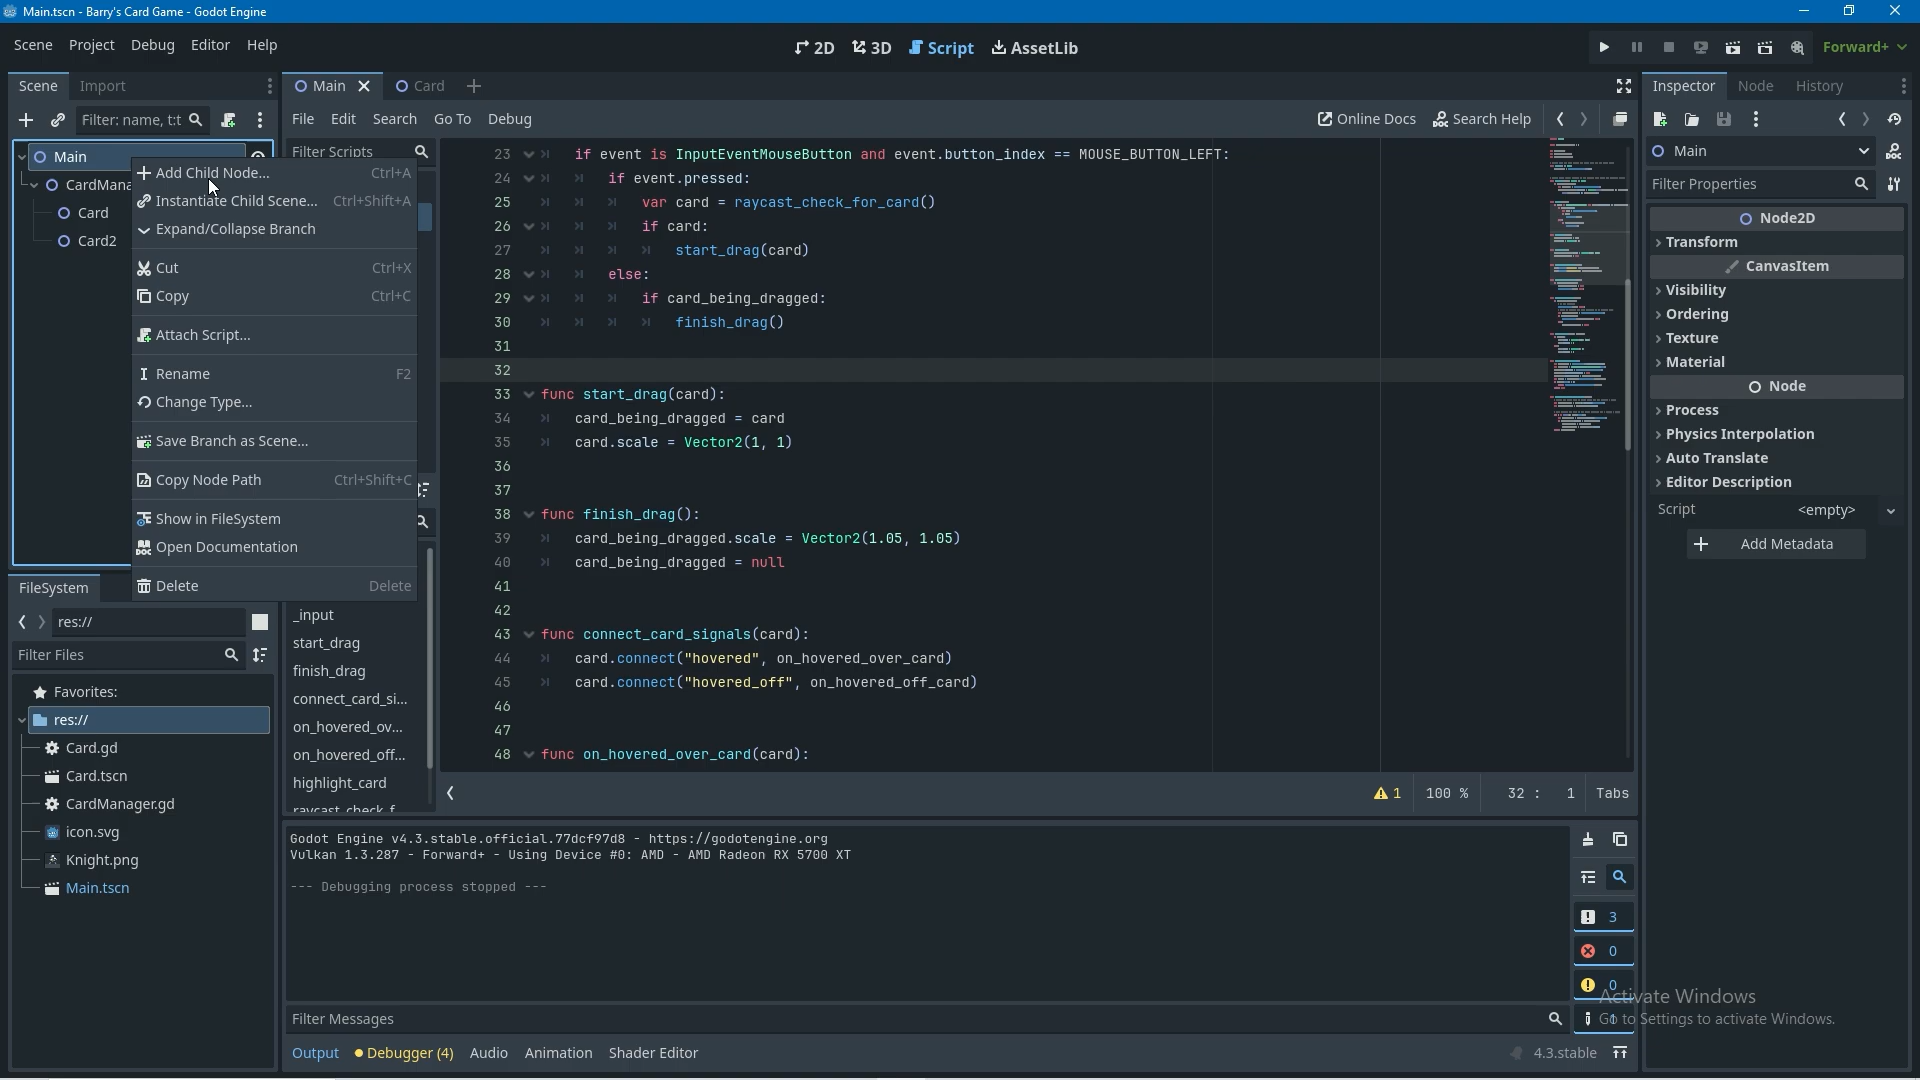 Main.tscn - Barry's Card Game - Godot Engine
Scene Project Debug Editor Help
2D 3D Script AssetLib
Forward+
Scene Import
Filter: name, t:t
Main
CardMana
Card
Card2
Add Child Node... Ctrl+A
Instantiate Child Scene... Ctrl+Shift+A
Expand/Collapse Branch
Cut Ctrl+X
Copy Ctrl+C
Attach Script...
Rename F2
Change Type...
Save Branch as Scene...
Copy Node Path Ctrl+Shift+C
Show in FileSystem
Open Documentation
Delete Delete
FileSystem
res://
Filter Files
Favorites:
res://
Card.gd
Card.tscn
CardManager.gd
icon.svg
Knight.png
Main.tscn
Main Card
File Edit Search Go To Debug
Online Docs Search Help
Filter Scripts
_input
start_drag
finish_drag
connect_card_si...
on_hovered_ov...
on_hovered_off...
highlight_card
23 if event is InputEventMouseButton and event.button_index == MOUSE_BUTTON_LEFT:
24 if event.pressed:
25 var card = raycast_check_for_card()
26 if card:
27 start_drag(card)
28 else:
29 if card_being_dragged:
30 finish_drag()
31
32
33 func start_drag(card):
34 card_being_dragged = card
35 card.scale = Vector2(1, 1)
36
37
38 func finish_drag():
39 card_being_dragged.scale = Vector2(1.05, 1.05)
40 card_being_dragged = null
41
42
43 func connect_card_signals(card):
44 card.connect("hovered", on_hovered_over_card)
45 card.connect("hovered_off", on_hovered_off_card)
46
47
48 func on_hovered_over_card(card):
1 100 % 32 : 1 Tabs
Godot Engine v4.3.stable.official.77dcf97d8 - https://godotengine.org
Vulkan 1.3.287 - Forward+ - Using Device #0: AMD - AMD Radeon RX 5700 XT
--- Debugging process stopped ---
3
0
0
1
Filter Messages
Output Debugger (4) Audio Animation Shader Editor
4.3.stable
Inspector Node History
Main
Filter Properties
Node2D
Transform
CanvasItem
Visibility
Ordering
Texture
Material
Node
Process
Physics Interpolation
Auto Translate
Editor Description
Script <empty>
Add Metadata
Activate Windows
Go to Settings to activate Windows.